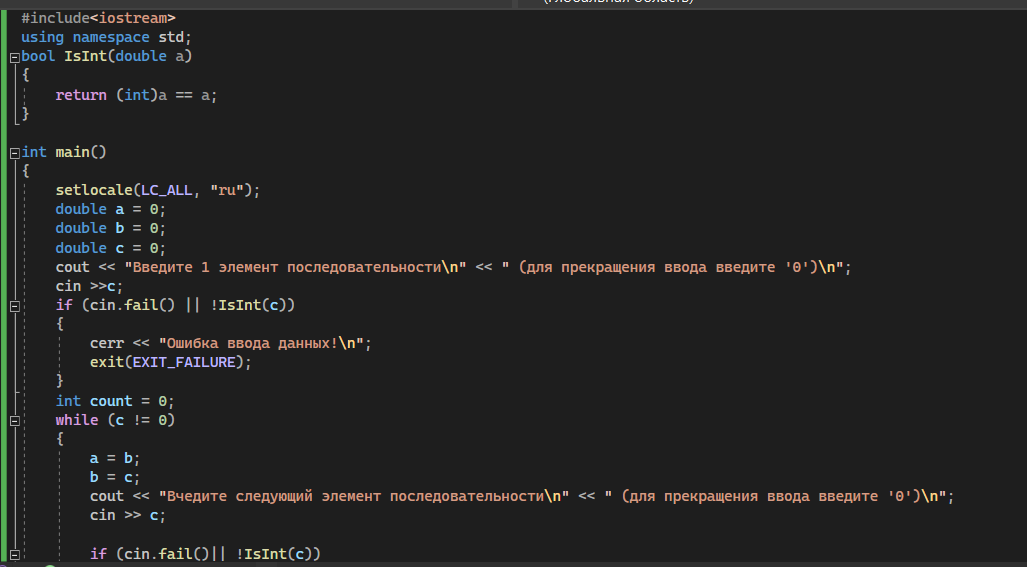 (Глобальная область)
#include<iostream>
using namespace std;
bool IsInt(double a)
{
    return (int)a == a;
}
int main()
{
    setlocale(LC_ALL, "ru");
    double a = 0;
    double b = 0;
    double c = 0;
    cout << "Введите 1 элемент последовательности\n" << " (для прекращения ввода введите '0')\n";
    cin >>c;
    if (cin.fail() || !IsInt(c))
    {
        cerr << "Ошибка ввода данных!\n";
        exit(EXIT_FAILURE);
    }
    int count = 0;
    while (c != 0)
    {
        a = b;
        b = c;
        cout << "Вчедите следующий элемент последовательности\n" << " (для прекращения ввода введите '0')\n";
        cin >> c;
        if (cin.fail()|| !IsInt(c))